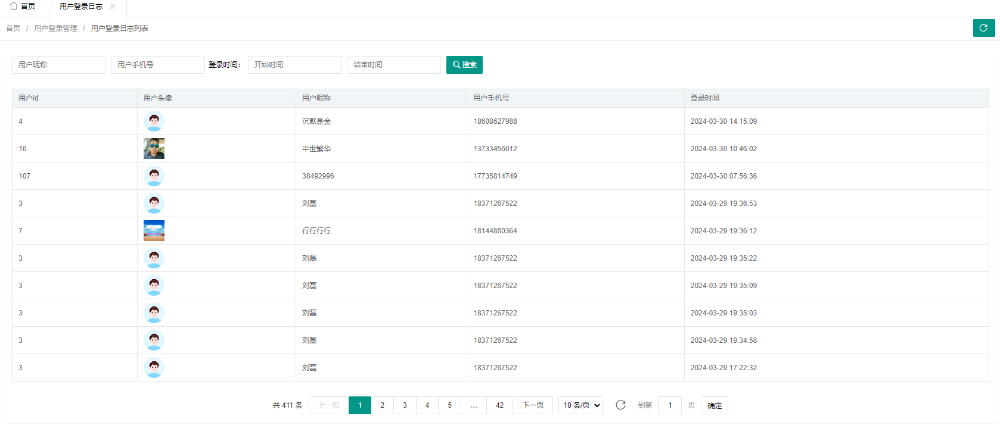 首页 用户登录日志
首页 / 用户登录管理 / 用户登录日志列表
用户昵称 用户手机号 登录时间： 开始时间 结束时间 搜索
用户id 用户头像 用户昵称 用户手机号 登录时间
4 沉默是金 18608627988 2024-03-30 14:15:09
16 半世繁华 13733456012 2024-03-30 10:46:02
107 38492996 17735814749 2024-03-30 07:56:36
3 刘磊 18371267522 2024-03-29 19:36:53
7 行行行行 18144880364 2024-03-29 19:36:12
3 刘磊 18371267522 2024-03-29 19:35:22
3 刘磊 18371267522 2024-03-29 19:35:09
3 刘磊 18371267522 2024-03-29 19:35:03
3 刘磊 18371267522 2024-03-29 19:34:58
3 刘磊 18371267522 2024-03-29 17:22:32
共 411 条 上一页 1 2 3 4 5 … 42 下一页 10 条/页 到第 1 页 确定